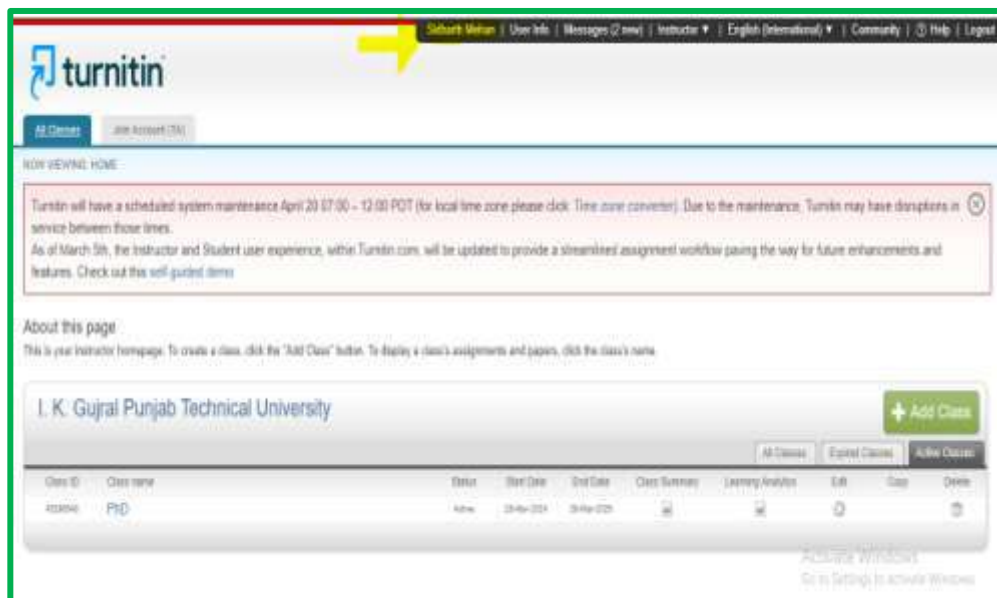 User Info | Messages (2 new) | Instructor ▼ | English (International) ▼ | Community | ? Help | Logout
turnitin
All Classes Join Account (TA)
NOW VIEWING: HOME
Turnitin will have a scheduled system maintenance April 20 07:00 – 12:00 PDT (for local time zone please click Time zone converter). Due to the maintenance, Turnitin may have disruptions in
service between those times.
As of March 5th, the Instructor and Student user experience, within Turnitin.com, will be updated to provide a streamlined assignment workflow paving the way for future enhancements and
features. Check out this self-guided demo
About this page
This is your instructor homepage. To create a class, click the "Add Class" button. To display a class's assignments and papers, click the class's name.
I. K. Gujral Punjab Technical University
+ Add Class
All Classes Expired Classes Active Classes
Class ID Class name Status Start Date End Date Class Summary Learning Analytics Edit Copy Delete
PhD Active
Activate Windows
Go to Settings to activate Windows